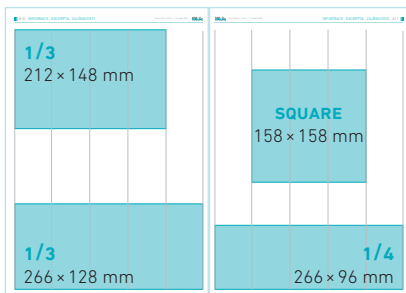 1/3
212 × 148 mm
1/3
266 × 128 mm
SQUARE
158 × 158 mm
1/4
266 × 96 mm